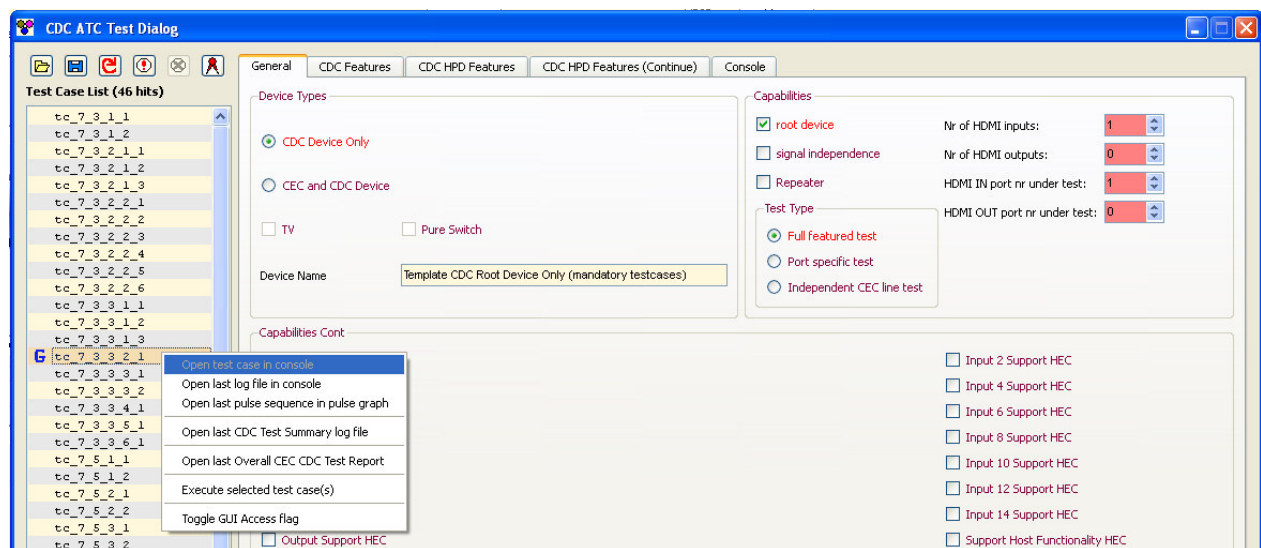 CDC ATC Test Dialog
Test Case List (46 hits)
tc_7_3_1_1
tc_7_3_1_2
tc_7_3_2_1_1
tc_7_3_2_1_2
tc_7_3_2_1_3
tc_7_3_2_2_1
tc_7_3_2_2_2
tc_7_3_2_2_3
tc_7_3_2_2_4
tc_7_3_2_2_5
tc_7_3_2_2_6
tc_7_3_3_1_1
tc_7_3_3_1_2
tc_7_3_3_1_3
G tc_7_3_3_2_1
tc_7_3_3_3_1
tc_7_3_3_3_2
tc_7_3_3_4_1
tc_7_3_3_5_1
tc_7_3_3_6_1
tc_7_5_1_1
tc_7_5_1_2
tc_7_5_2_1
tc_7_5_2_2
tc_7_5_3_1
tc_7_5_3_2
Open test case in console
Open last log file in console
Open last pulse sequence in pulse graph
Open last CDC Test Summary log file
Open last Overall CEC CDC Test Report
Execute selected test case(s)
Toggle GUI Access flag
General CDC Features CDC HPD Features CDC HPD Features (Continue) Console
Device Types
CDC Device Only
CEC and CDC Device
TV Pure Switch
Device Name Template CDC Root Device Only (mandatory testcases)
Capabilities
root device
signal independence
Repeater
Test Type
Full featured test
Port specific test
Independent CEC line test
Nr of HDMI inputs: 1
Nr of HDMI outputs: 0
HDMI IN port nr under test: 1
HDMI OUT port nr under test: 0
Capabilities Cont
Input 2 Support HEC
Input 4 Support HEC
Input 6 Support HEC
Input 8 Support HEC
Input 10 Support HEC
Input 12 Support HEC
Input 14 Support HEC
Output Support HEC
Support Host Functionality HEC